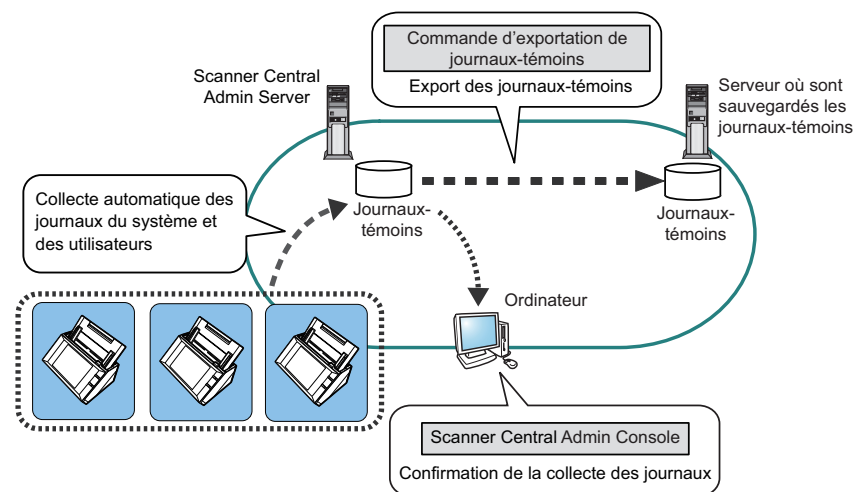 Commande d'exportation de
journaux-témoins
Export des journaux-témoins
Scanner Central
Admin Server
Serveur où sont
sauvegardés les
journaux-témoins
Collecte automatique des
journaux du système et
des utilisateurs
Journaux-
témoins
Journaux-
témoins
Ordinateur
Scanner Central Admin Console
Confirmation de la collecte des journaux